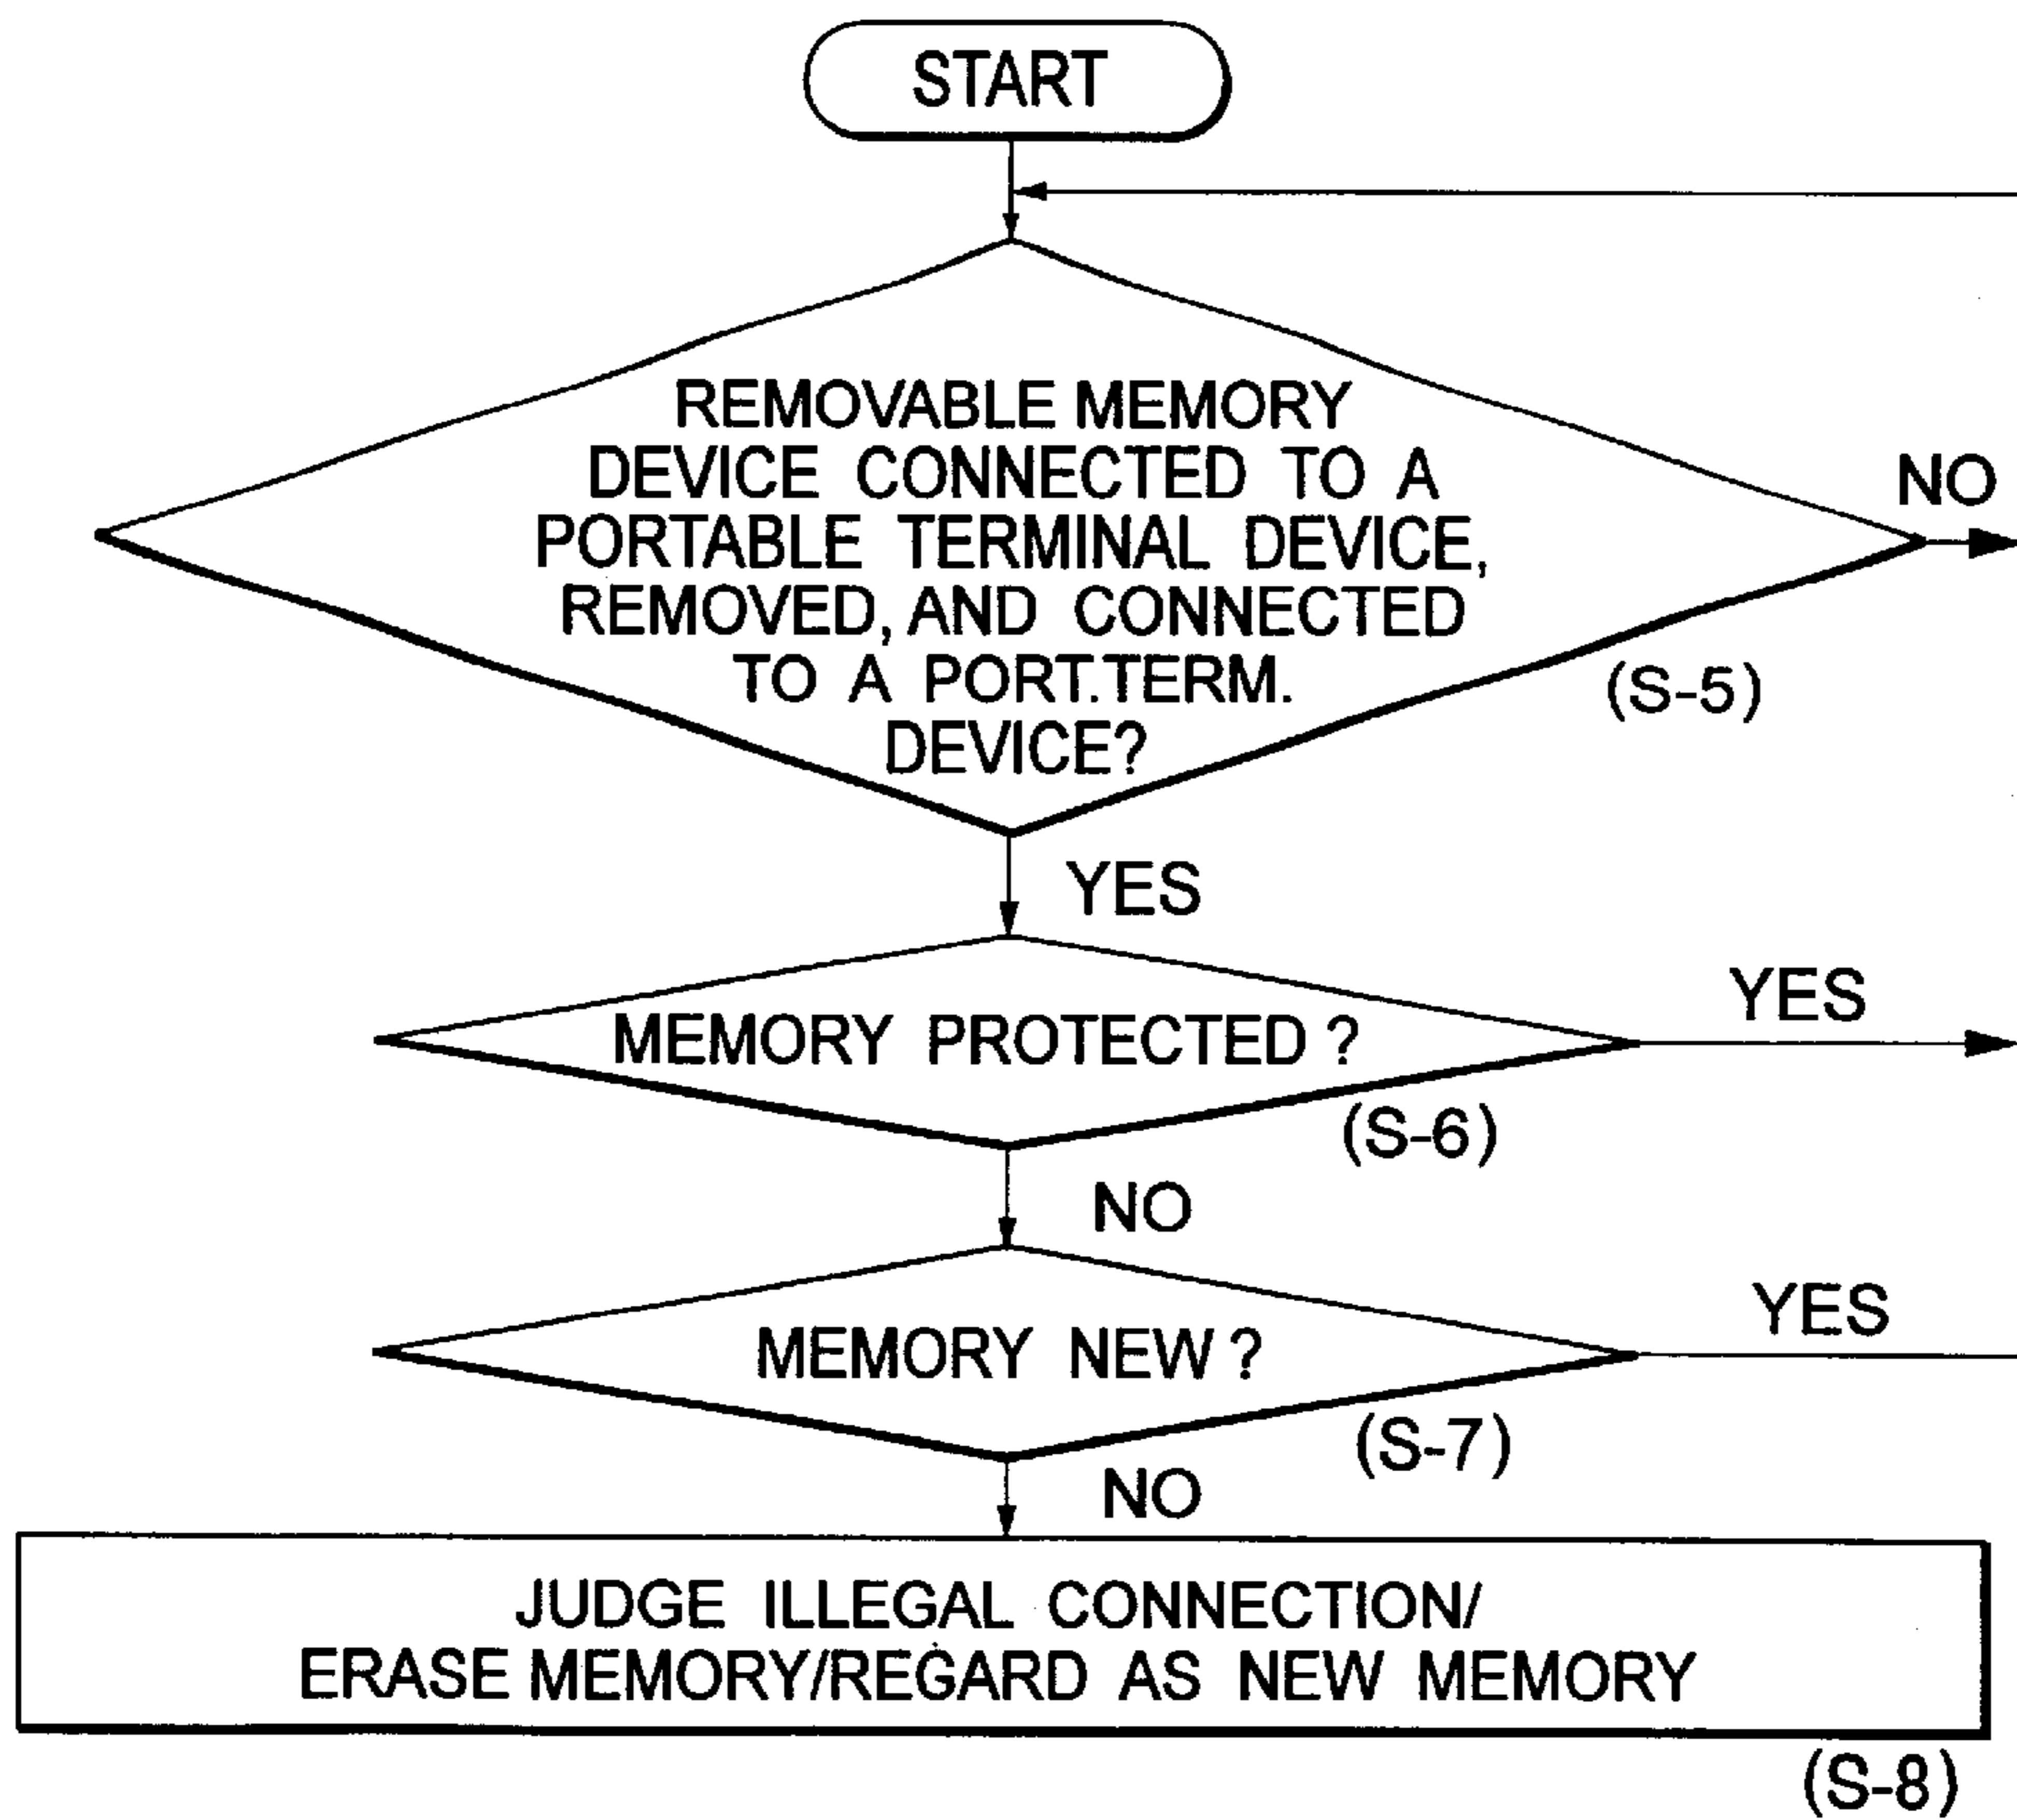 START
REMOVABLE MEMORY
DEVICE CONNECTED TO A
PORTABLE TERMINAL DEVICE,
REMOVED, AND CONNECTED
TO A PORT.TERM.
DEVICE?
NO
(S-5)
YES
MEMORY PROTECTED ?
YES
(S-6)
NO
MEMORY NEW ?
YES
(S-7)
NO
JUDGE ILLEGAL CONNECTION/
ERASE MEMORY/REGARD AS NEW MEMORY
(S-8)